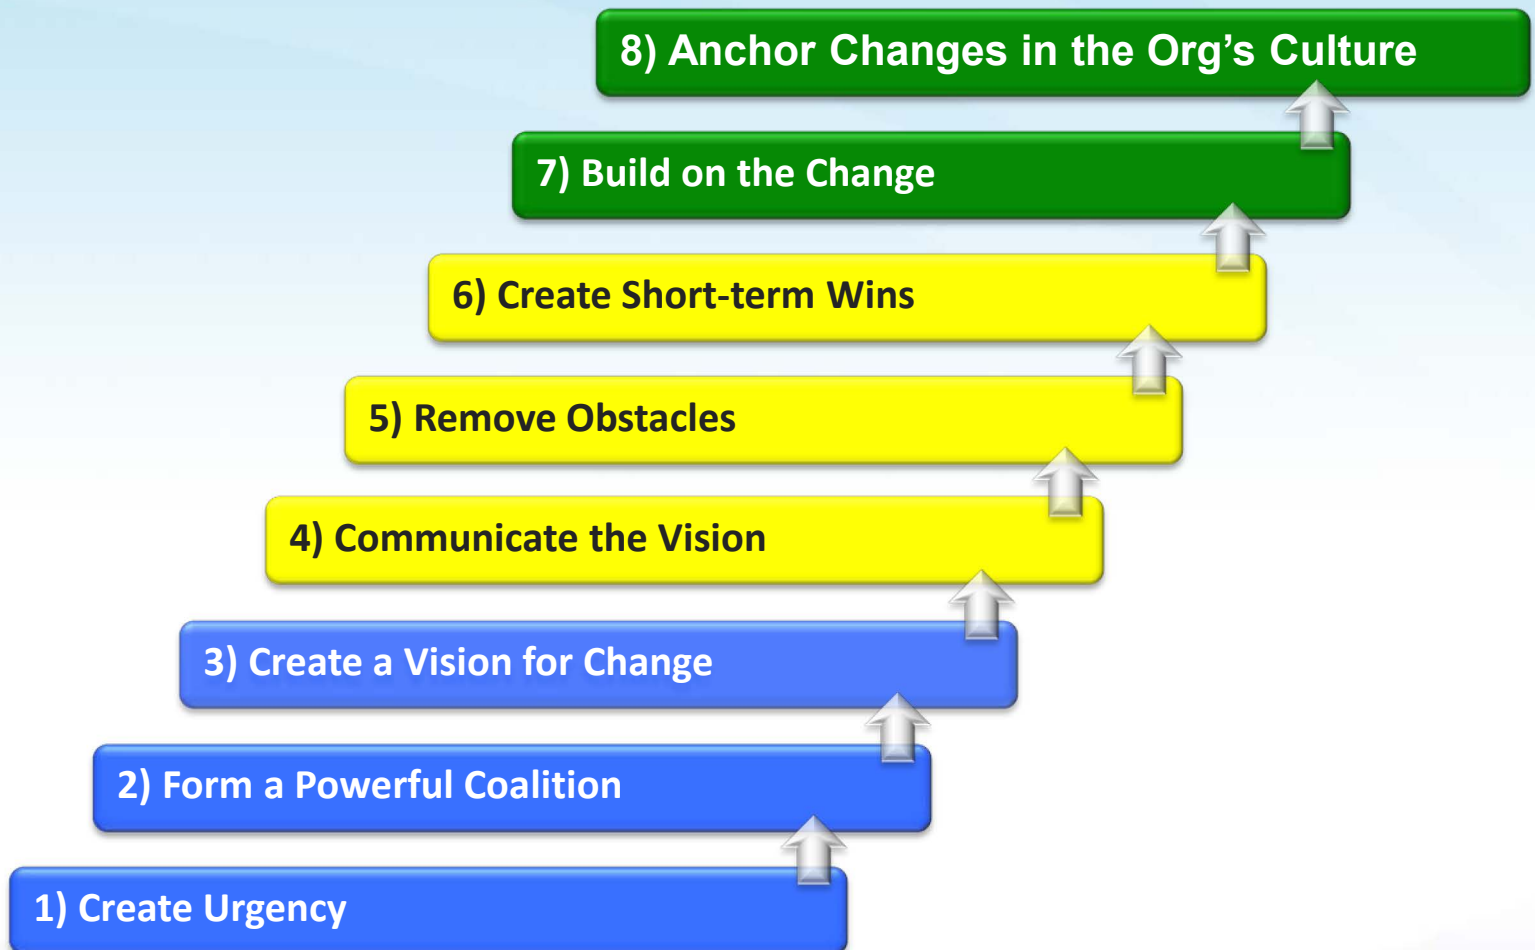 8) Anchor Changes in the Org’s Culture
7) Build on the Change
6) Create Short-term Wins
5) Remove Obstacles
4) Communicate the Vision
3) Create a Vision for Change
2) Form a Powerful Coalition
1) Create Urgency